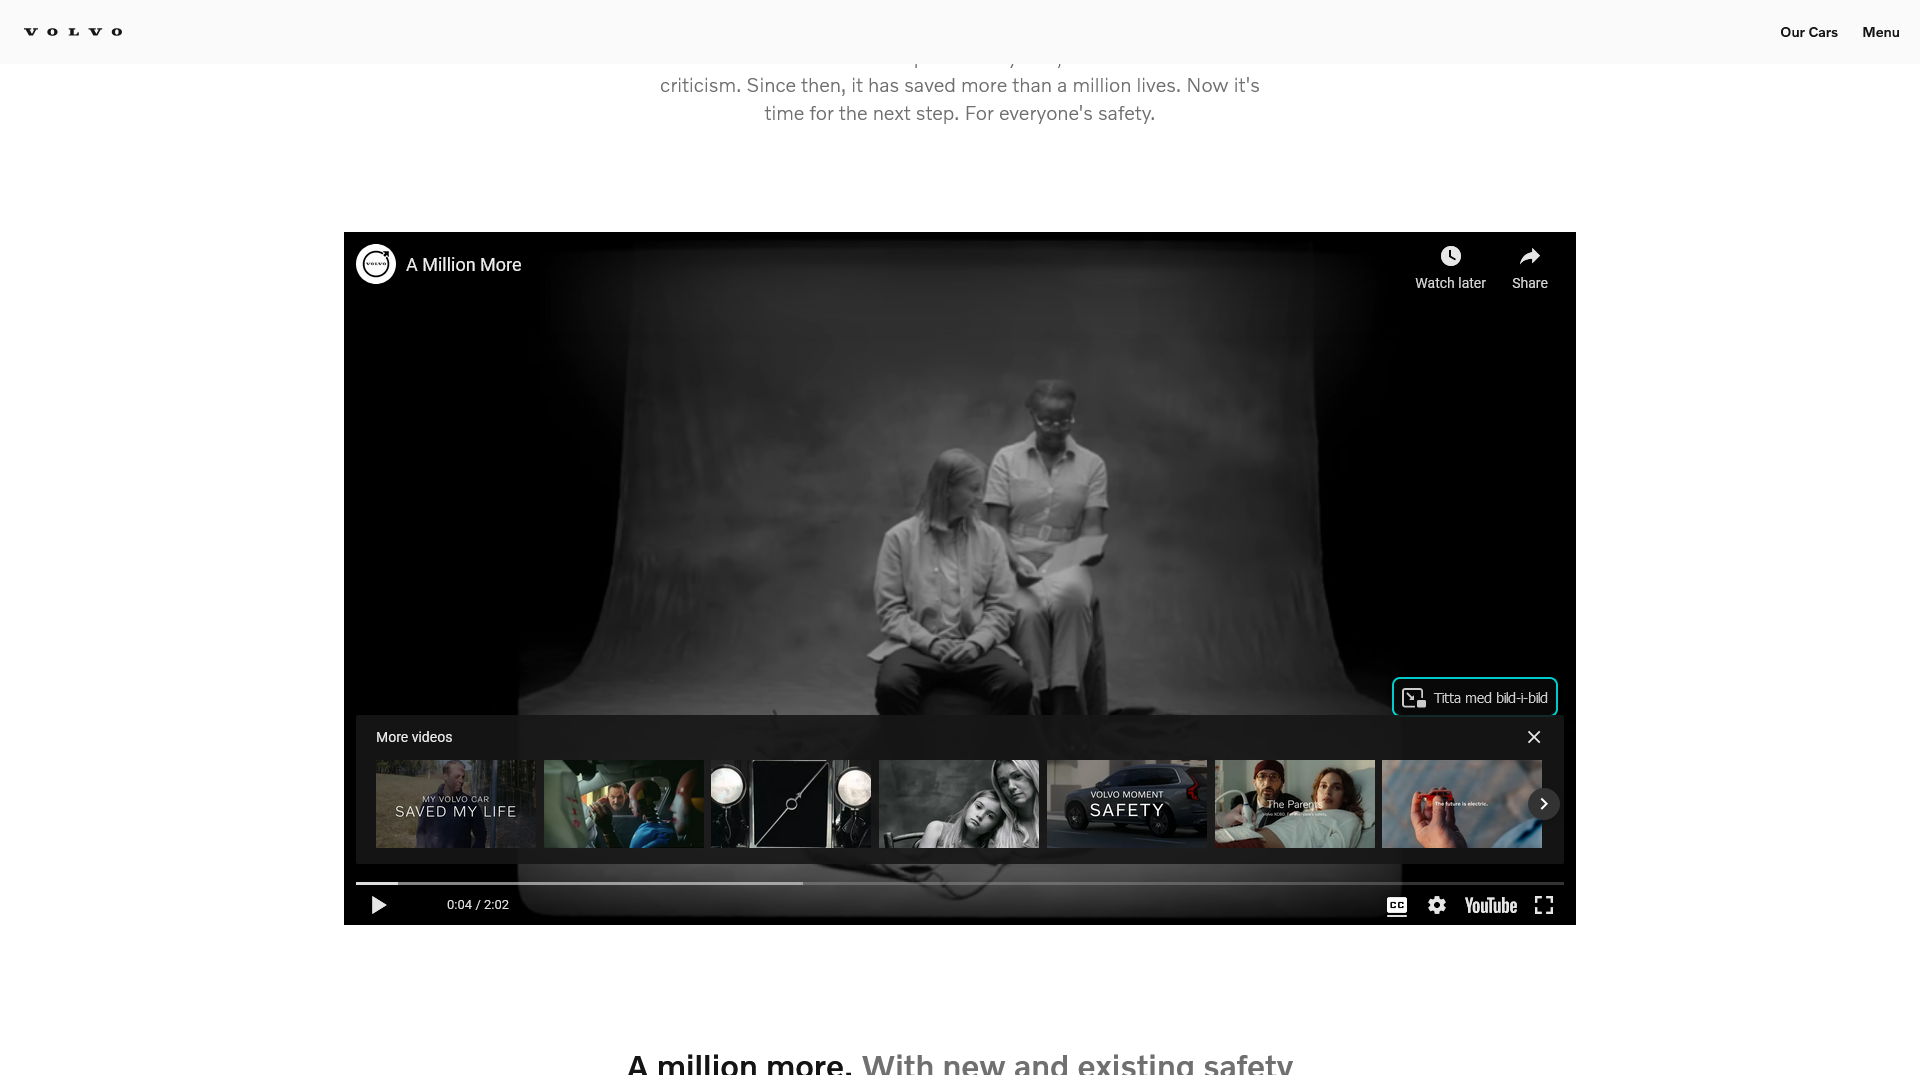 VOLVO
Our Cars
Menu
criticism. Since then, it has saved more than a million lives. Now it's
time for the next step. For everyone's safety.
VOLVO
A Million More
Watch later
Share
Titta med bild-i-bild
More videos
MY VOLVO CAR
SAVED MY LIFE
VOLVO MOMENT
SAFETY
The Parents
The future is electric.
0:04 / 2:02
CC
YouTube
A million more. With new and existing safety